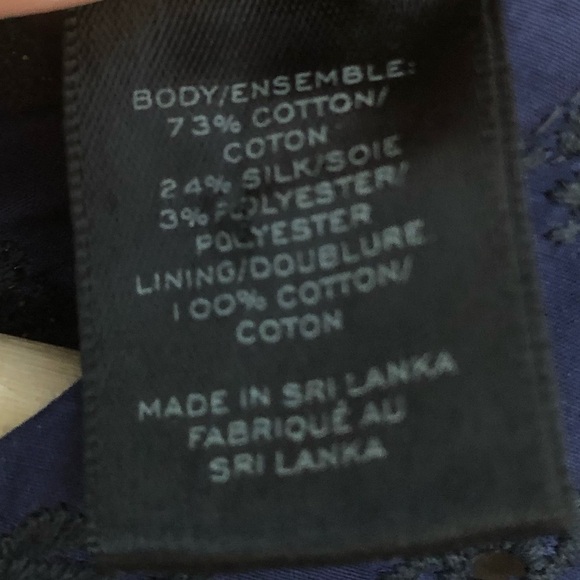 BODY/ENSEMBLE:
73% COTTON/
COTON
24% SILK/SOIE
3% POLYESTER/
POLYESTER
LINING/DOUBLURE
100% COTTON/
COTON
MADE IN SRI LANKA
FABRIQUÉ AU
SRI LANKA